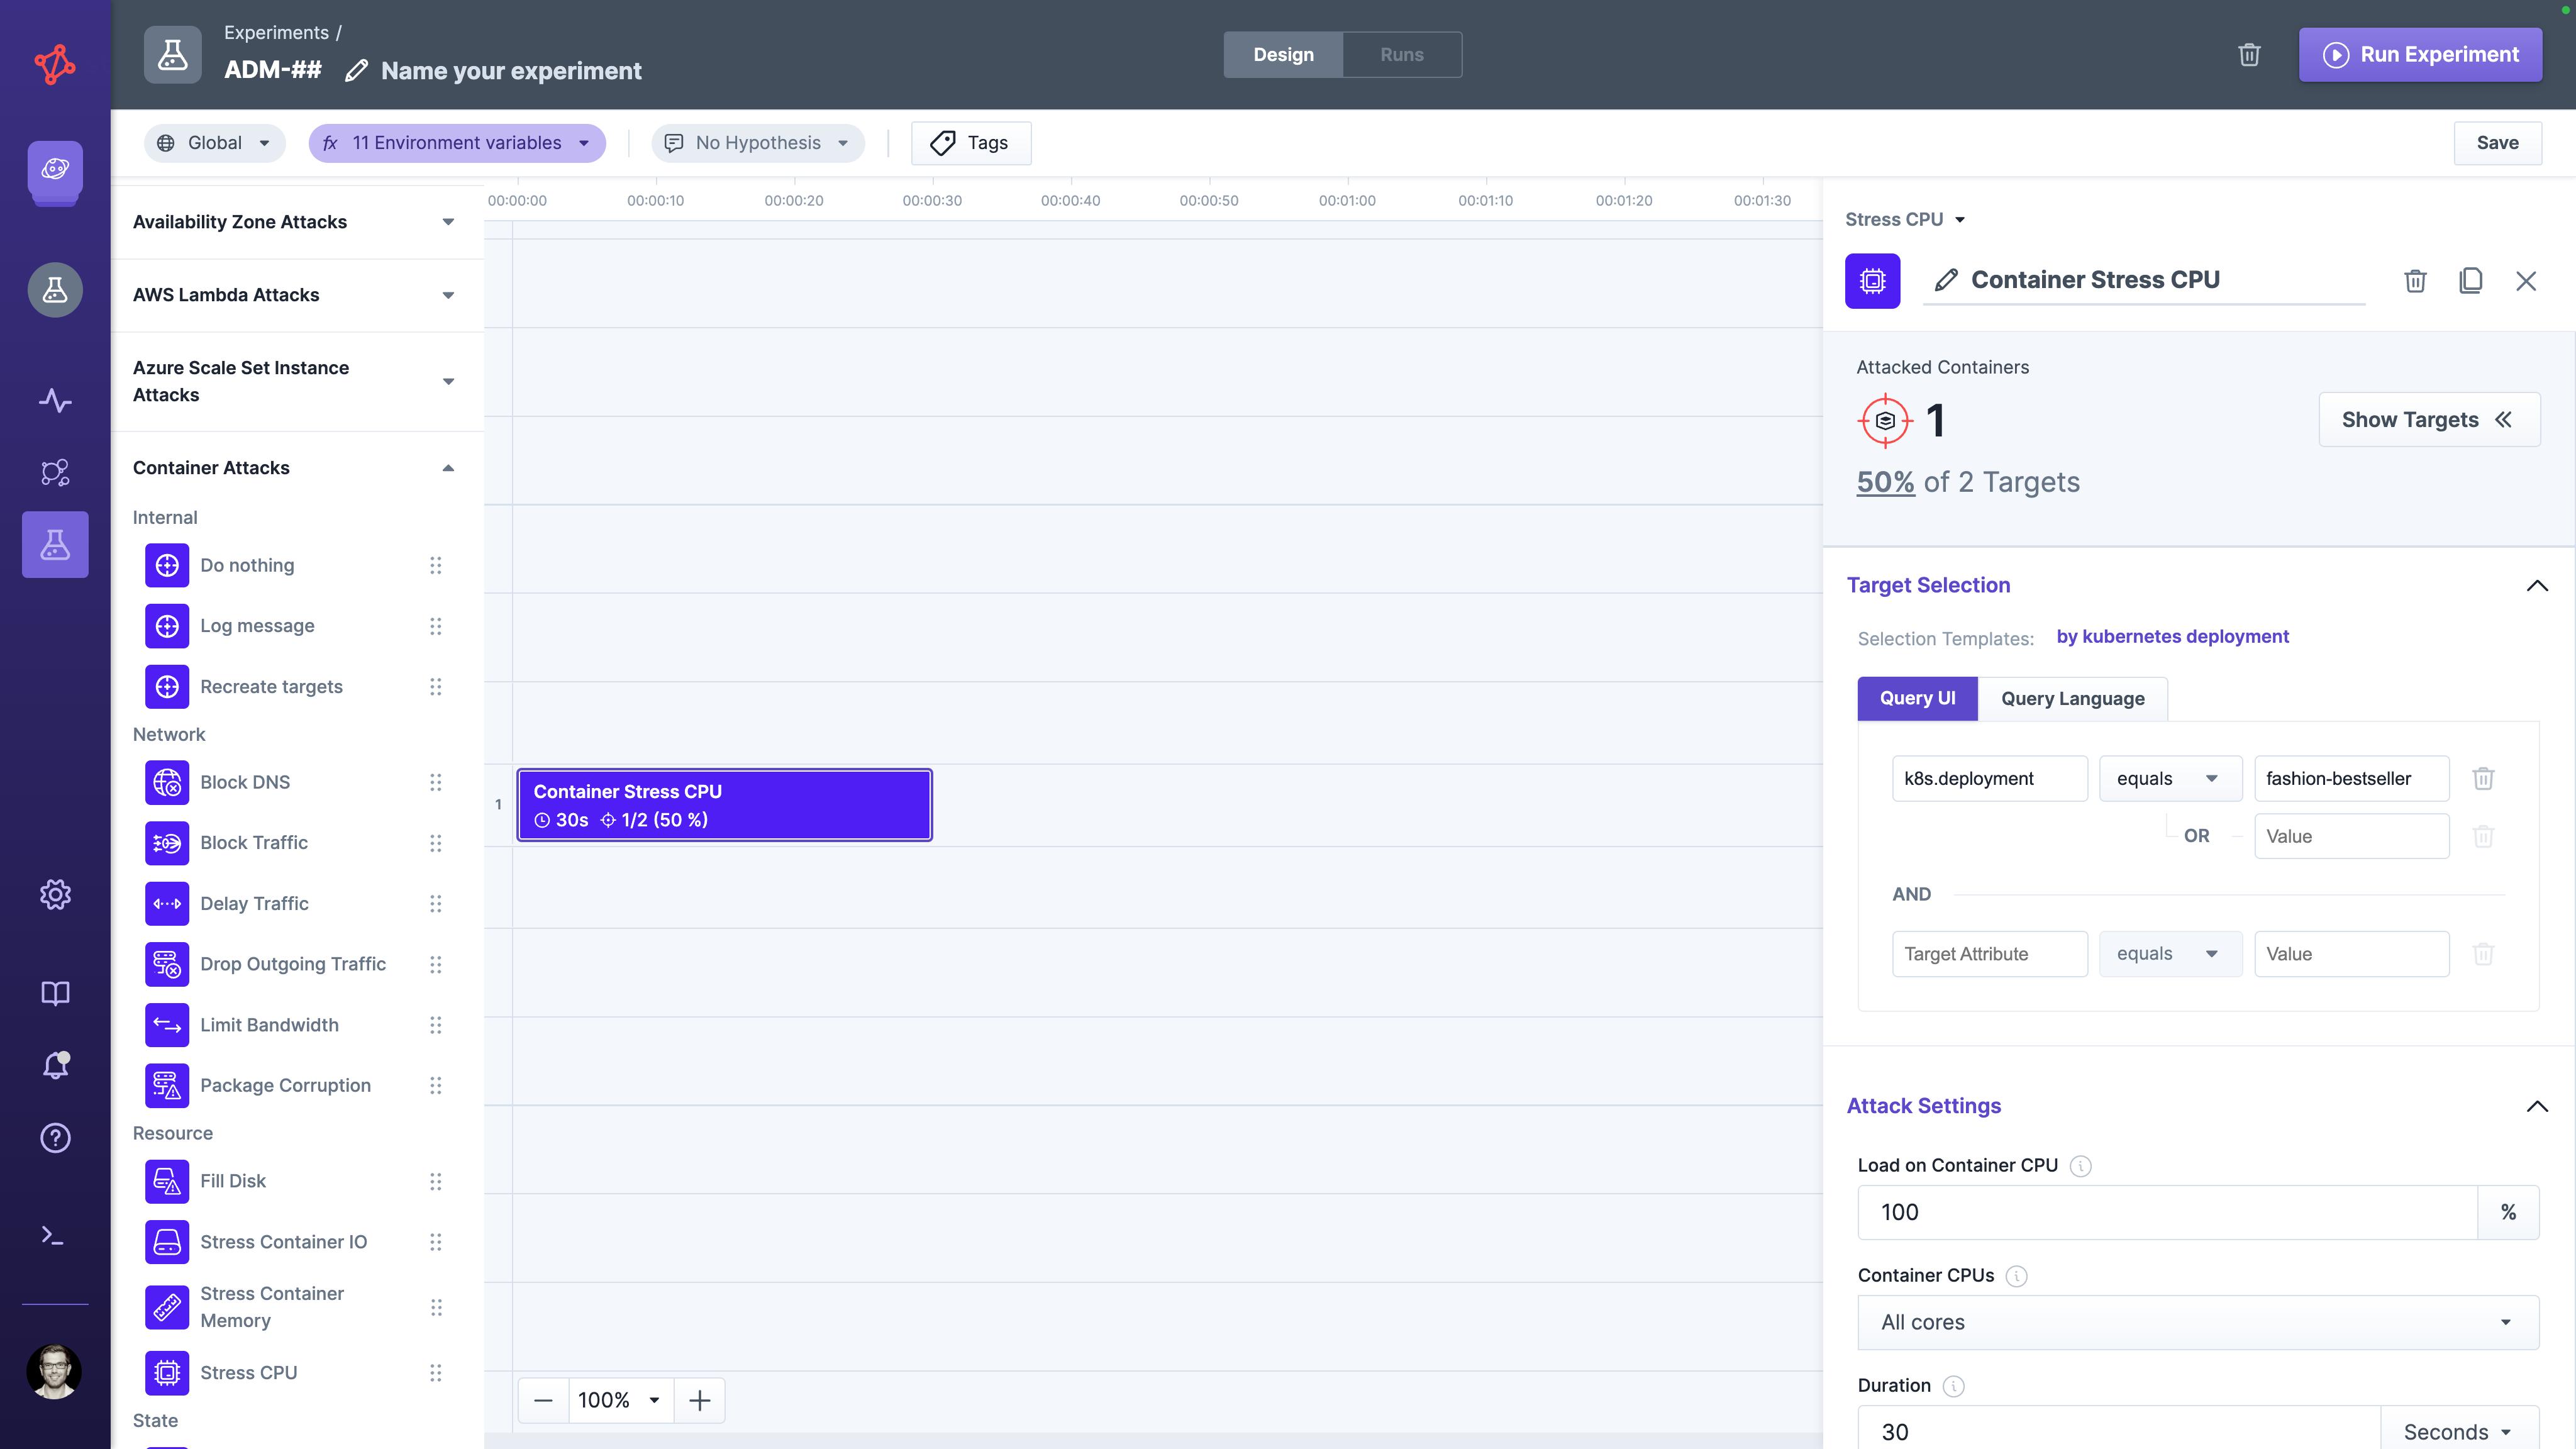 Experiments /
ADM-## Name your experiment
Design
Runs
Run Experiment
Global
fx 11 Environment variables
No Hypothesis
Tags
Save
Availability Zone Attacks
AWS Lambda Attacks
Azure Scale Set Instance
Attacks
Container Attacks
Internal
Do nothing
Log message
Recreate targets
Network
Block DNS
Block Traffic
Delay Traffic
Drop Outgoing Traffic
Limit Bandwidth
Package Corruption
Resource
Fill Disk
Stress Container IO
Stress Container
Memory
Stress CPU
State
00:00:00 00:00:10 00:00:20 00:00:30 00:00:40 00:00:50 00:01:00 00:01:10 00:01:20 00:01:30
1
Container Stress CPU
30s 1/2 (50 %)
100%
Stress CPU
Container Stress CPU
Attacked Containers
1
Show Targets
50% of 2 Targets
Target Selection
Selection Templates: by kubernetes deployment
Query UI
Query Language
k8s.deployment equals fashion-bestseller
OR Value
AND
Target Attribute equals Value
Attack Settings
Load on Container CPU
100 %
Container CPUs
All cores
Duration
30 Seconds